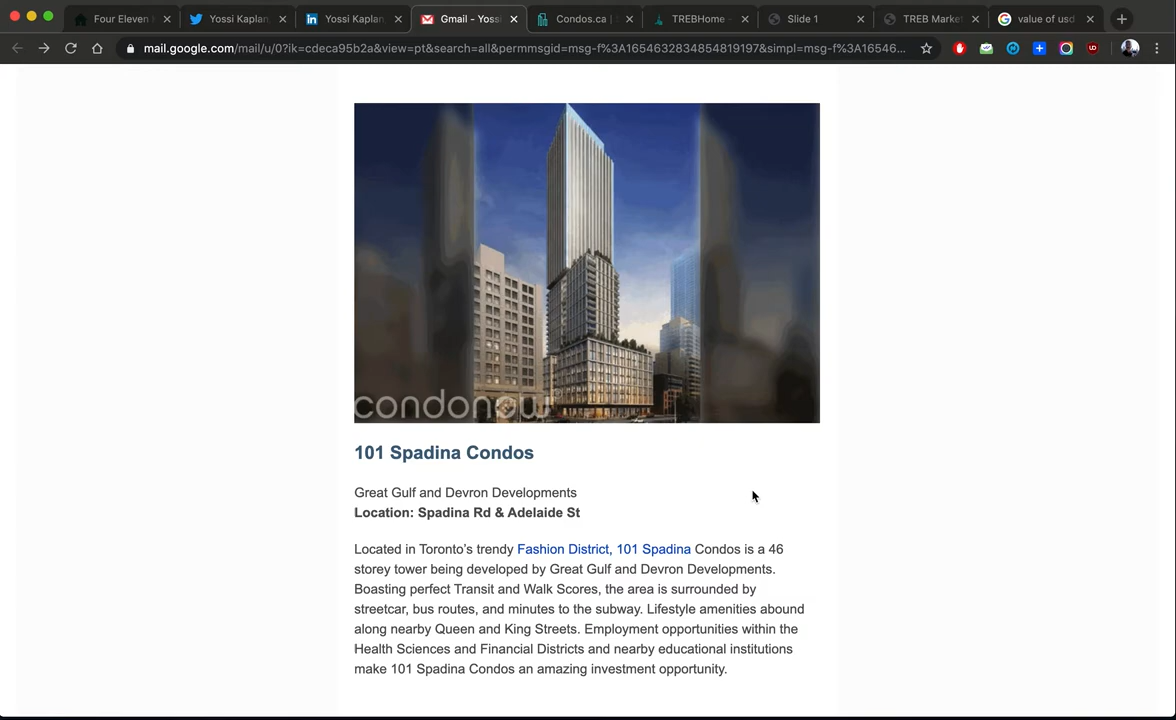 Four Eleven
Yossi Kaplan,
Yossi Kaplan,
Gmail - Yoss
Condos.ca |
TREBHome -
Slide 1
TREB Market
value of usd
mail.google.com/mail/u/0?ik=cdeca95b2a&view=pt&search=all&permmsgid=msg-f%3A1654632834854819197&simpl=msg-f%3A16546...
condonow
101 Spadina Condos
Great Gulf and Devron Developments
Location: Spadina Rd & Adelaide St
Located in Toronto's trendy Fashion District, 101 Spadina Condos is a 46
storey tower being developed by Great Gulf and Devron Developments.
Boasting perfect Transit and Walk Scores, the area is surrounded by
streetcar, bus routes, and minutes to the subway. Lifestyle amenities abound
along nearby Queen and King Streets. Employment opportunities within the
Health Sciences and Financial Districts and nearby educational institutions
make 101 Spadina Condos an amazing investment opportunity.